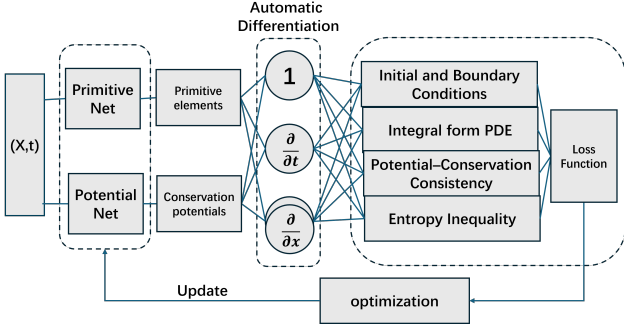 Automatic
Differentiation
(X,t)
Primitive
Net
Primitive
elements
1
∂
∂t
∂
∂x
Potential
Net
Conservation
potentials
Initial and Boundary
Conditions
Integral form PDE
Potential–Conservation
Consistency
Entropy Inequality
Loss
Function
Update
optimization